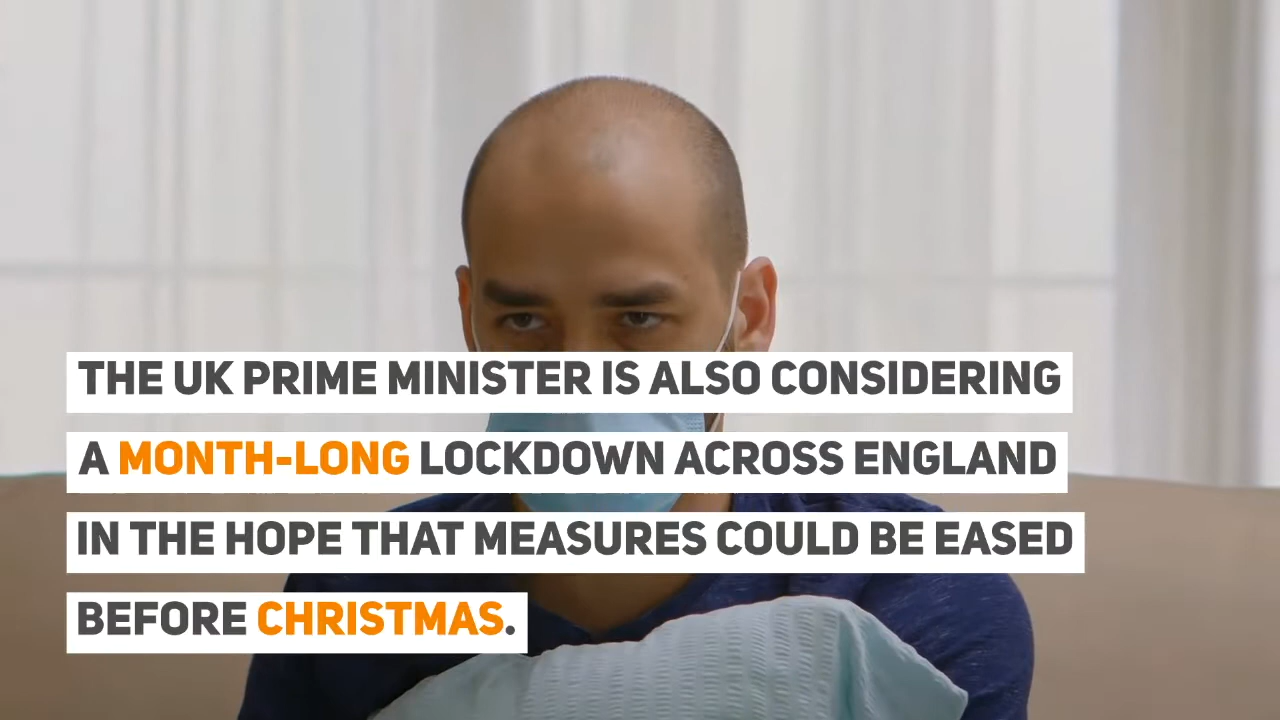 THE UK PRIME MINISTER IS ALSO CONSIDERING
A MONTH-LONG LOCKDOWN ACROSS ENGLAND
IN THE HOPE THAT MEASURES COULD BE EASED
BEFORE CHRISTMAS.